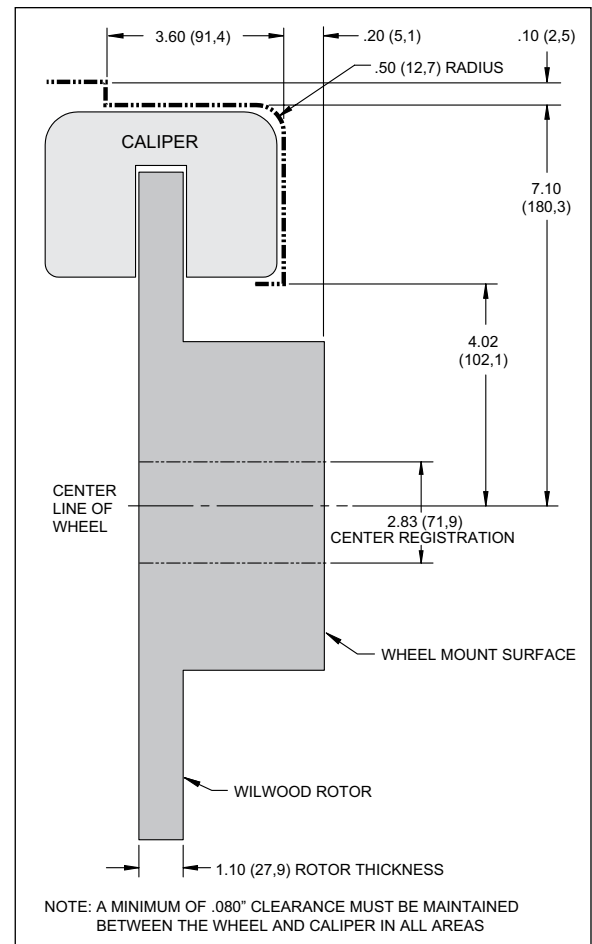 3.60 (91,4)
.20 (5,1)
.10 (2,5)
.50 (12,7) RADIUS
CALIPER
7.10
(180,3)
4.02
(102,1)
CENTER
LINE OF
WHEEL
2.83 (71,9)
CENTER REGISTRATION
WHEEL MOUNT SURFACE
WILWOOD ROTOR
1.10 (27,9) ROTOR THICKNESS
NOTE: A MINIMUM OF .080” CLEARANCE MUST BE MAINTAINED
BETWEEN THE WHEEL AND CALIPER IN ALL AREAS